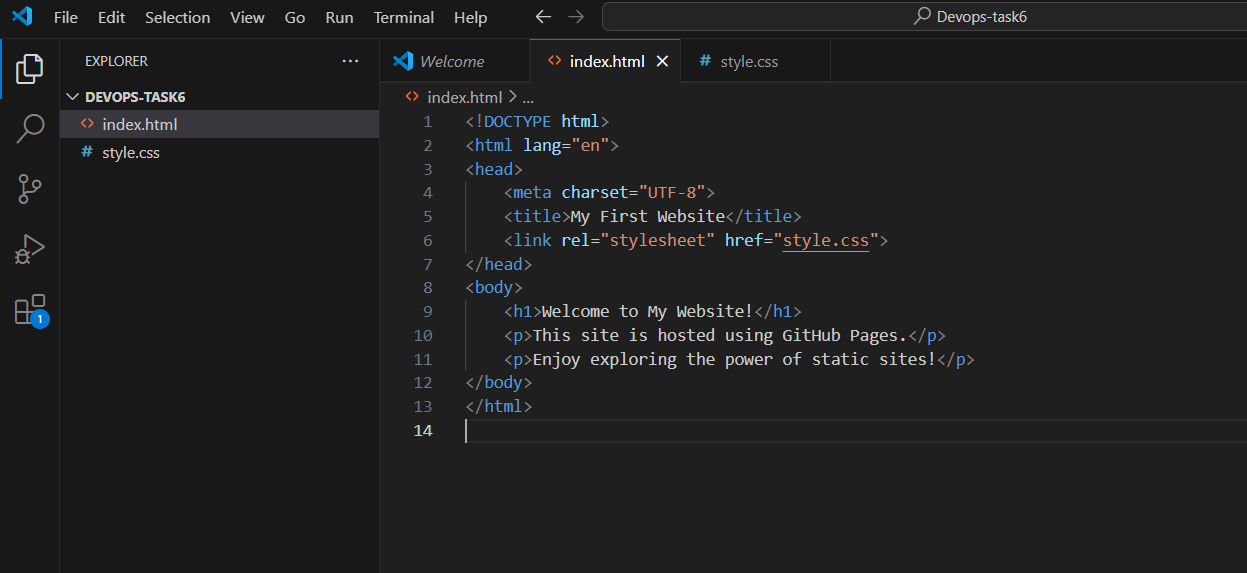 File Edit Selection View Go Run Terminal Help
Devops-task6
EXPLORER
DEVOPS-TASK6
index.html
style.css
1
Welcome
index.html
style.css
index.html > ...
1 <!DOCTYPE html>
2 <html lang="en">
3 <head>
4     <meta charset="UTF-8">
5     <title>My First Website</title>
6     <link rel="stylesheet" href="style.css">
7 </head>
8 <body>
9     <h1>Welcome to My Website!</h1>
10     <p>This site is hosted using GitHub Pages.</p>
11     <p>Enjoy exploring the power of static sites!</p>
12 </body>
13 </html>
14